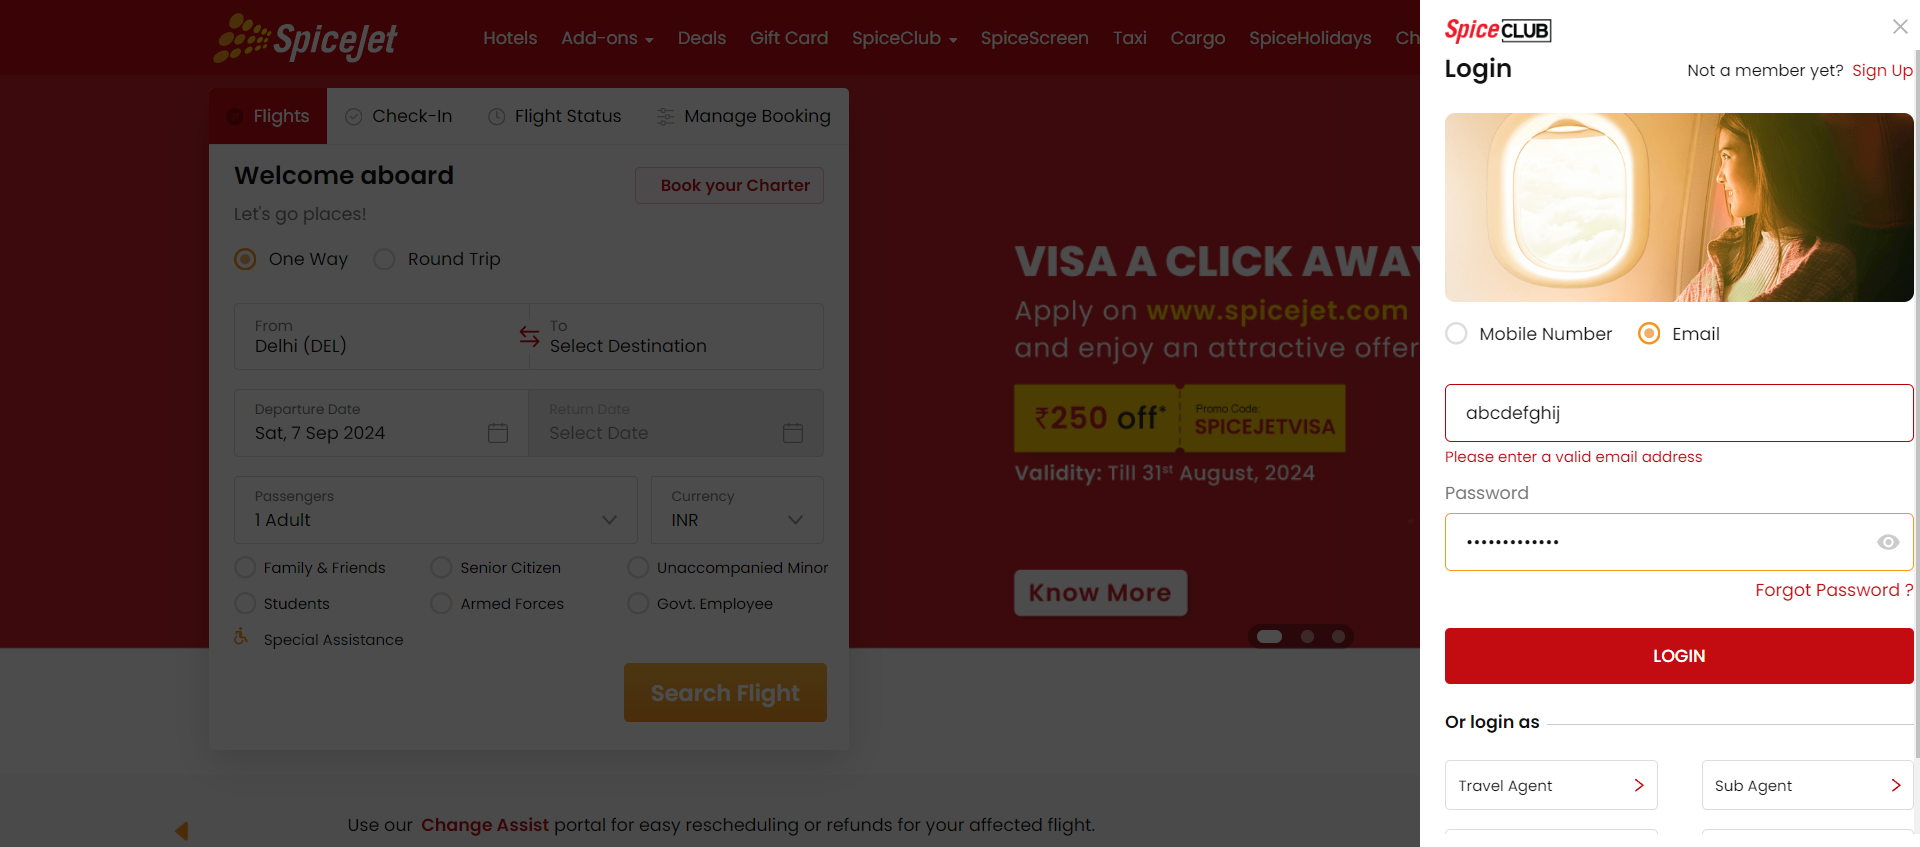 SpiceJet
Hotels Add-ons Deals Gift Card SpiceClub SpiceScreen Taxi Cargo SpiceHolidays Ch
Flights Check-In Flight Status Manage Booking
Welcome aboard
Book your Charter
Let's go places!
One Way Round Trip
From
Delhi (DEL)
To
Select Destination
Departure Date
Sat, 7 Sep 2024
Return Date
Select Date
Passengers
1 Adult
Currency
INR
Family & Friends Senior Citizen Unaccompanied Minor
Students Armed Forces Govt. Employee
Special Assistance
Search Flight
VISA A CLICK AWAY
Apply on www.spicejet.com
and enjoy an attractive offer
₹250 off*
Promo Code:
SPICEJETVISA
Validity: Till 31st August, 2024
Know More
Use our Change Assist portal for easy rescheduling or refunds for your affected flight.
SpiceCLUB
Login
Not a member yet? Sign Up
Mobile Number Email
abcdefghij
Please enter a valid email address
Password
•••••••••••••
Forgot Password ?
LOGIN
Or login as
Travel Agent
Sub Agent